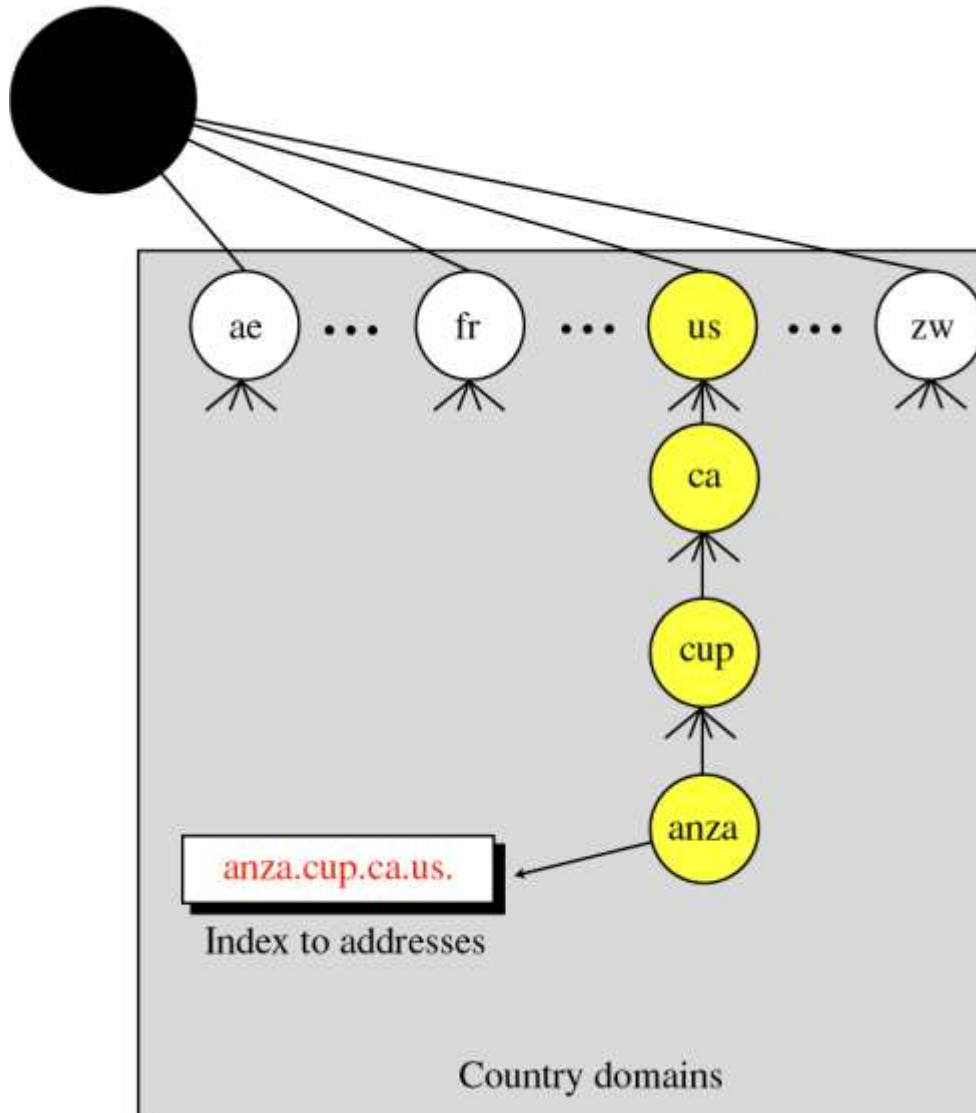 ae ••• fr ••• us ••• zw
ca
cup
anza
anza.cup.ca.us.
Index to addresses
Country domains